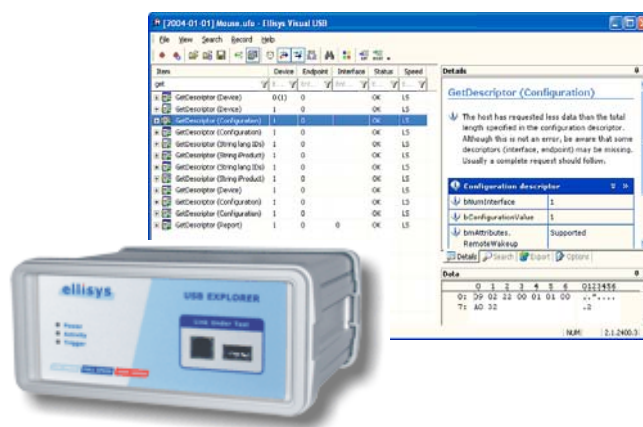 [2004-01-01] Mouse.ufo - Ellisys Visual USB
File View Search Record Help
Item Device Endpoint Interface Status Speed
get
GetDescriptor (Device) 0 (1) 0 OK LS
GetDescriptor (Device) 1 0 OK LS
GetDescriptor (Configuration) 1 0 OK LS
GetDescriptor (Configuration) 1 0 OK LS
GetDescriptor (String lang IDs) 1 0 OK LS
GetDescriptor (String iProduct) 1 0 OK LS
GetDescriptor (String lang IDs) 1 0 OK LS
GetDescriptor (String iProduct) 1 0 OK LS
GetDescriptor (Device) 1 0 OK LS
GetDescriptor (Configuration) 1 0 OK LS
GetDescriptor (Configuration) 1 0 OK LS
GetDescriptor (Report) 1 0 0 OK LS
Details
GetDescriptor (Configuration)
The host has requested less data than the total
length specified in the configuration descriptor.
Although this is not an error, be aware that some
descriptors (interface, endpoint) may be missing.
Usually a complete request should follow.
Configuration descriptor
bNumInterface 1
bConfigurationValue 1
bmAttributes. Supported
RemoteWakeup
Details Search Export Options
Data
0 1 2 3 4 5 6 0123456
0: 09 02 22 00 01 01 00 .."....
7: A0 32 .2
NUM 2.1.2400.3
ellisys
USB EXPLORER
Link Under Test
Power
Activity
Trigger